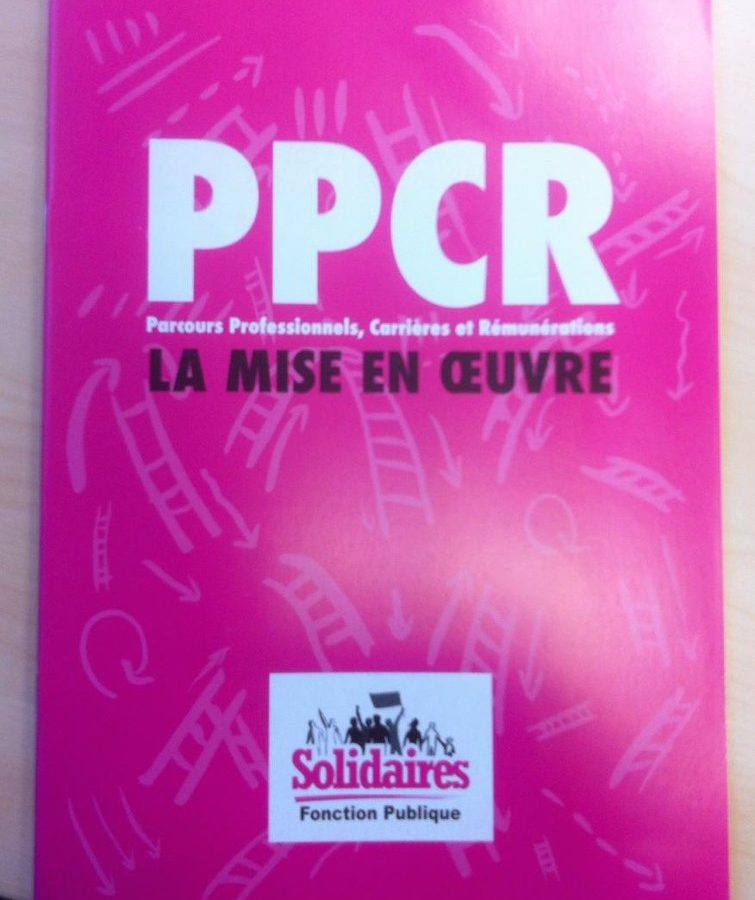 PPCR
Parcours Professionnels, Carrières et Rémunérations
LA MISE EN ŒUVRE
Solidaires
Fonction Publique